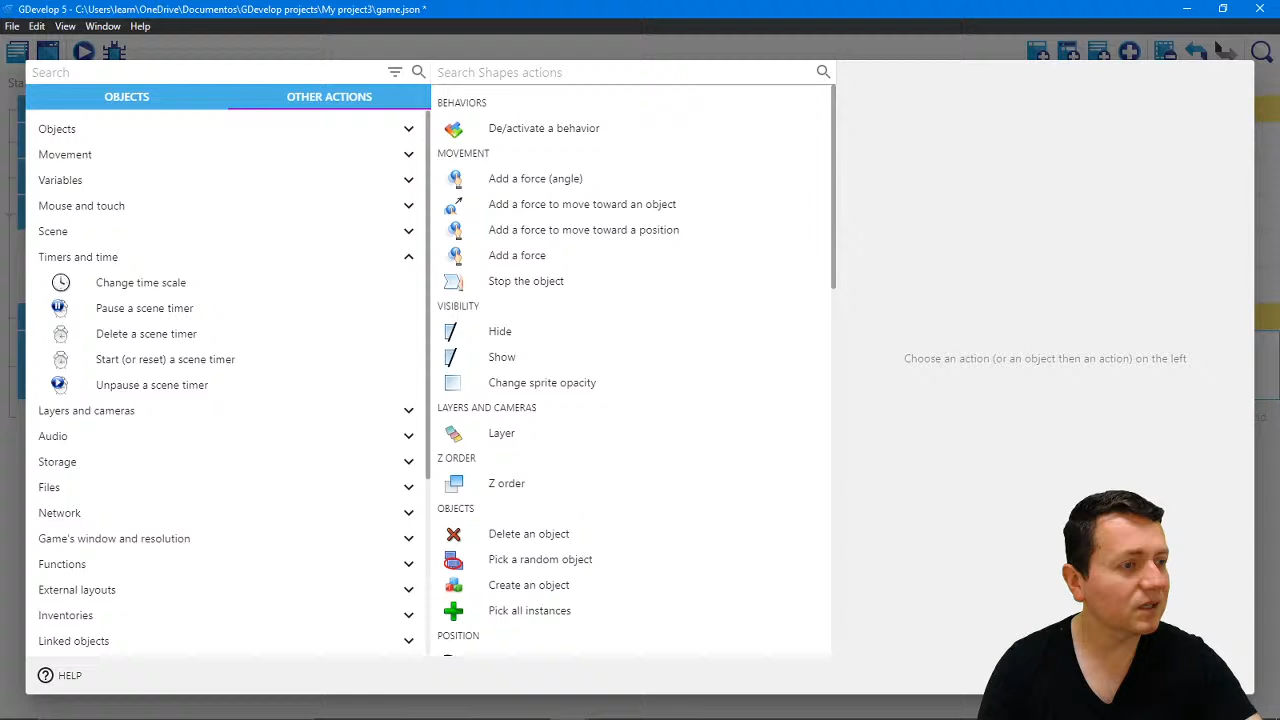 GDevelop 5 - C:\Users\learn\OneDrive\Documentos\GDevelop projects\My project3\game.json *
File Edit View Window Help
Search
Search Shapes actions
OBJECTS OTHER ACTIONS
Objects
Movement
Variables
Mouse and touch
Scene
Timers and time
Change time scale
Pause a scene timer
Delete a scene timer
Start (or reset) a scene timer
Unpause a scene timer
Layers and cameras
Audio
Storage
Files
Network
Game's window and resolution
Functions
External layouts
Inventories
Linked objects
HELP
BEHAVIORS
De/activate a behavior
MOVEMENT
Add a force (angle)
Add a force to move toward an object
Add a force to move toward a position
Add a force
Stop the object
VISIBILITY
Hide
Show
Change sprite opacity
LAYERS AND CAMERAS
Layer
Z ORDER
Z order
OBJECTS
Delete an object
Pick a random object
Create an object
Pick all instances
POSITION
Choose an action (or an object then an action) on the left